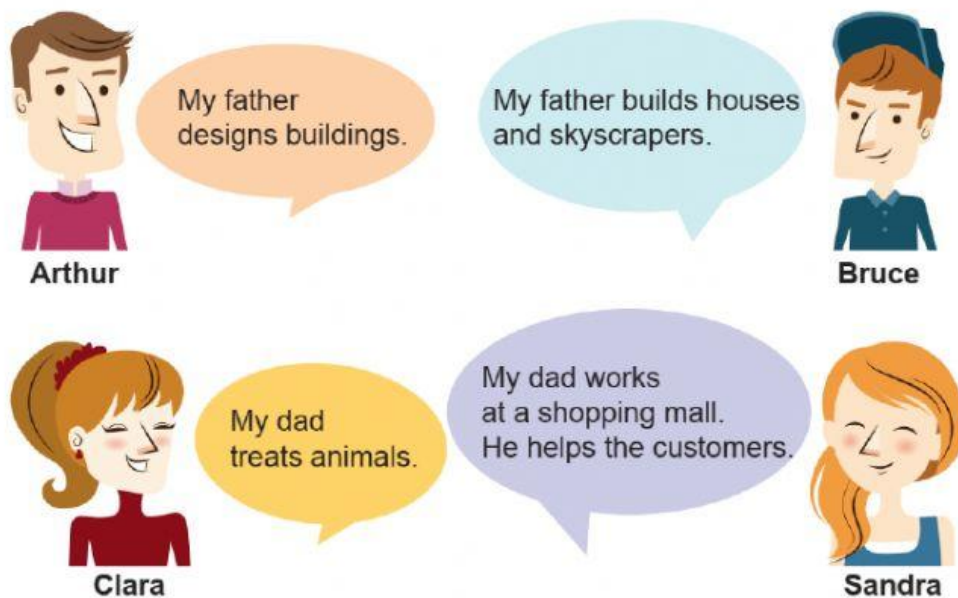 My father
designs buildings.
Arthur
My father builds houses
and skyscrapers.
Bruce
My dad
treats animals.
Clara
My dad works
at a shopping mall.
He helps the customers.
Sandra